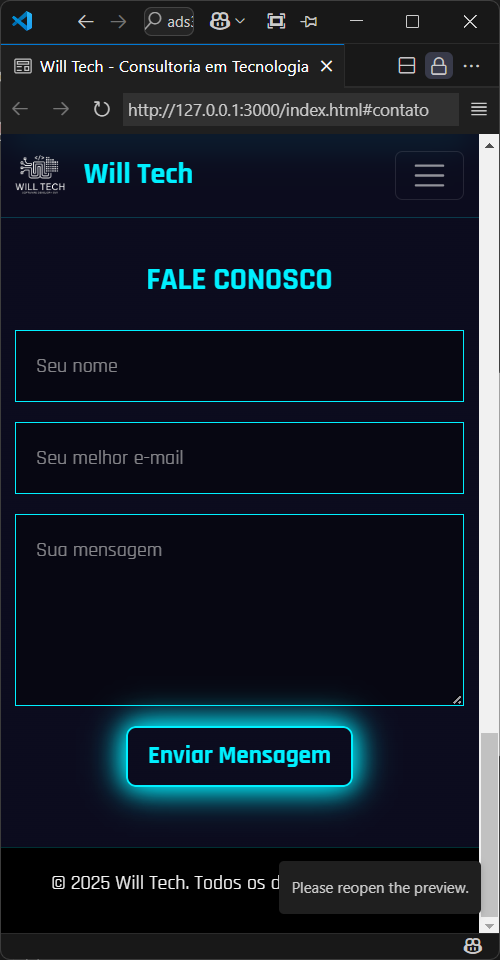 ads3
Will Tech - Consultoria em Tecnologia
http://127.0.0.1:3000/index.html#contato
WILL TECH
Will Tech
FALE CONOSCO
Seu nome
Seu melhor e-mail
Sua mensagem
Enviar Mensagem
© 2025 Will Tech. Todos os d
Please reopen the preview.